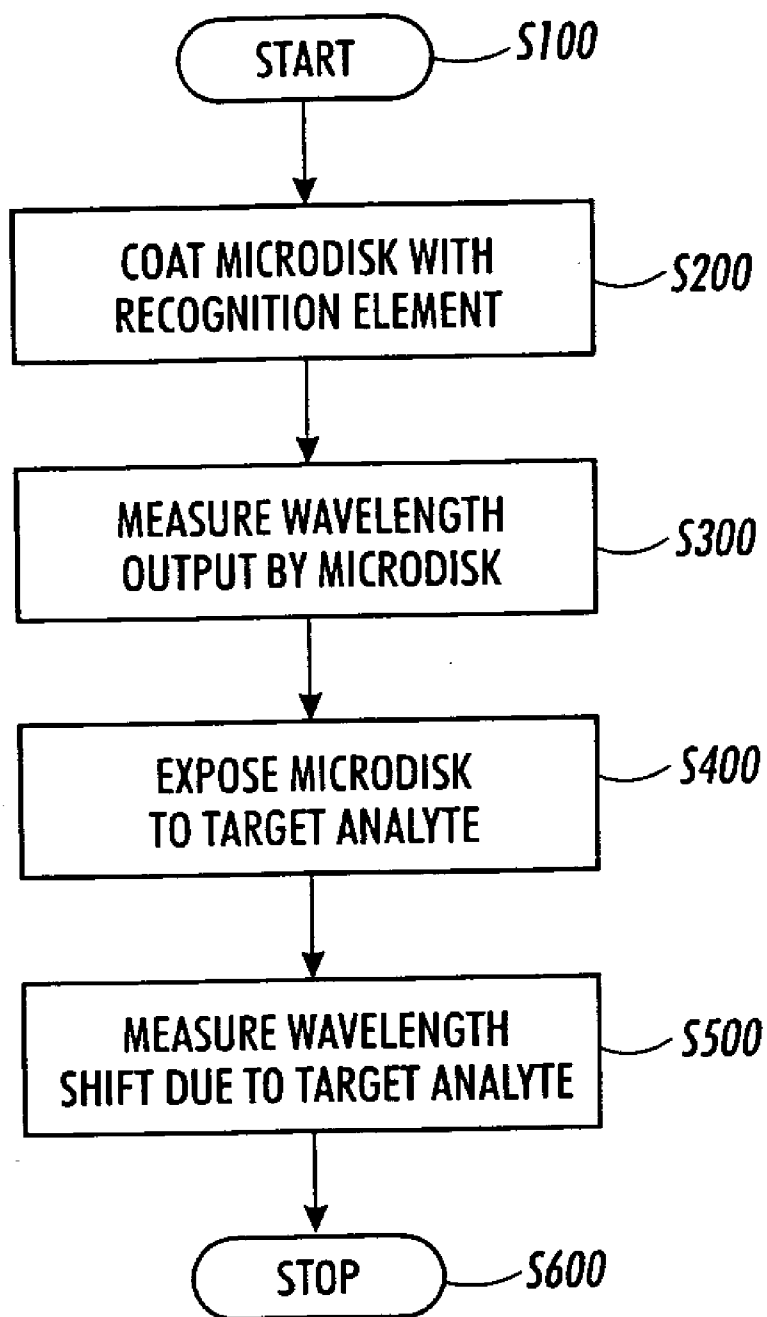 START
S100
COAT MICRODISK WITH
RECOGNITION ELEMENT
S200
MEASURE WAVELENGTH
OUTPUT BY MICRODISK
S300
EXPOSE MICRODISK
TO TARGET ANALYTE
S400
MEASURE WAVELENGTH
SHIFT DUE TO TARGET ANALYTE
S500
STOP
S600